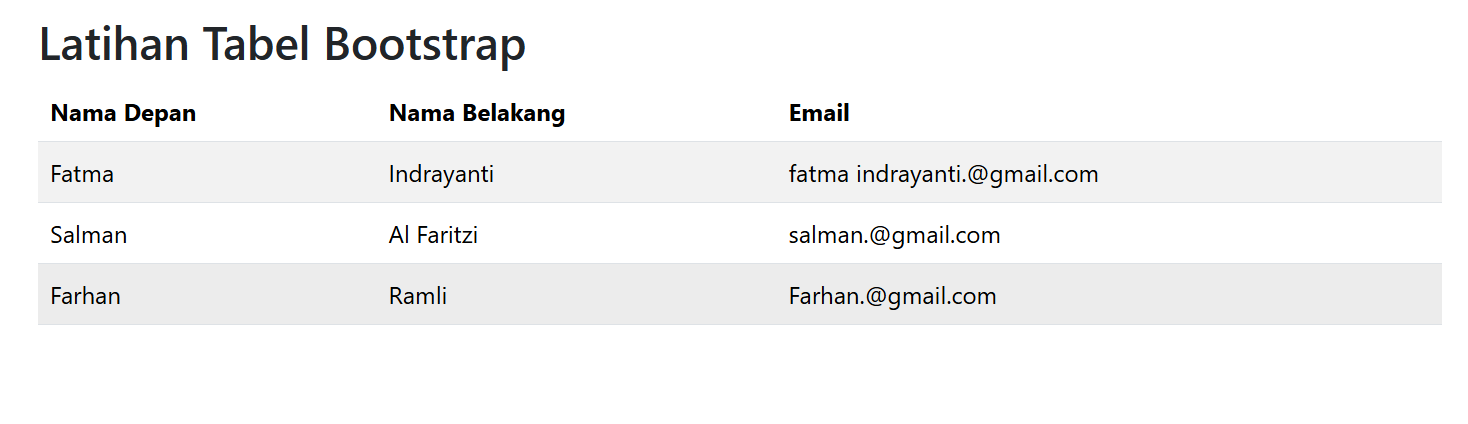 Latihan Tabel Bootstrap
Nama Depan Nama Belakang Email
Fatma Indrayanti fatma indrayanti.@gmail.com
Salman Al Faritzi salman.@gmail.com
Farhan Ramli Farhan.@gmail.com